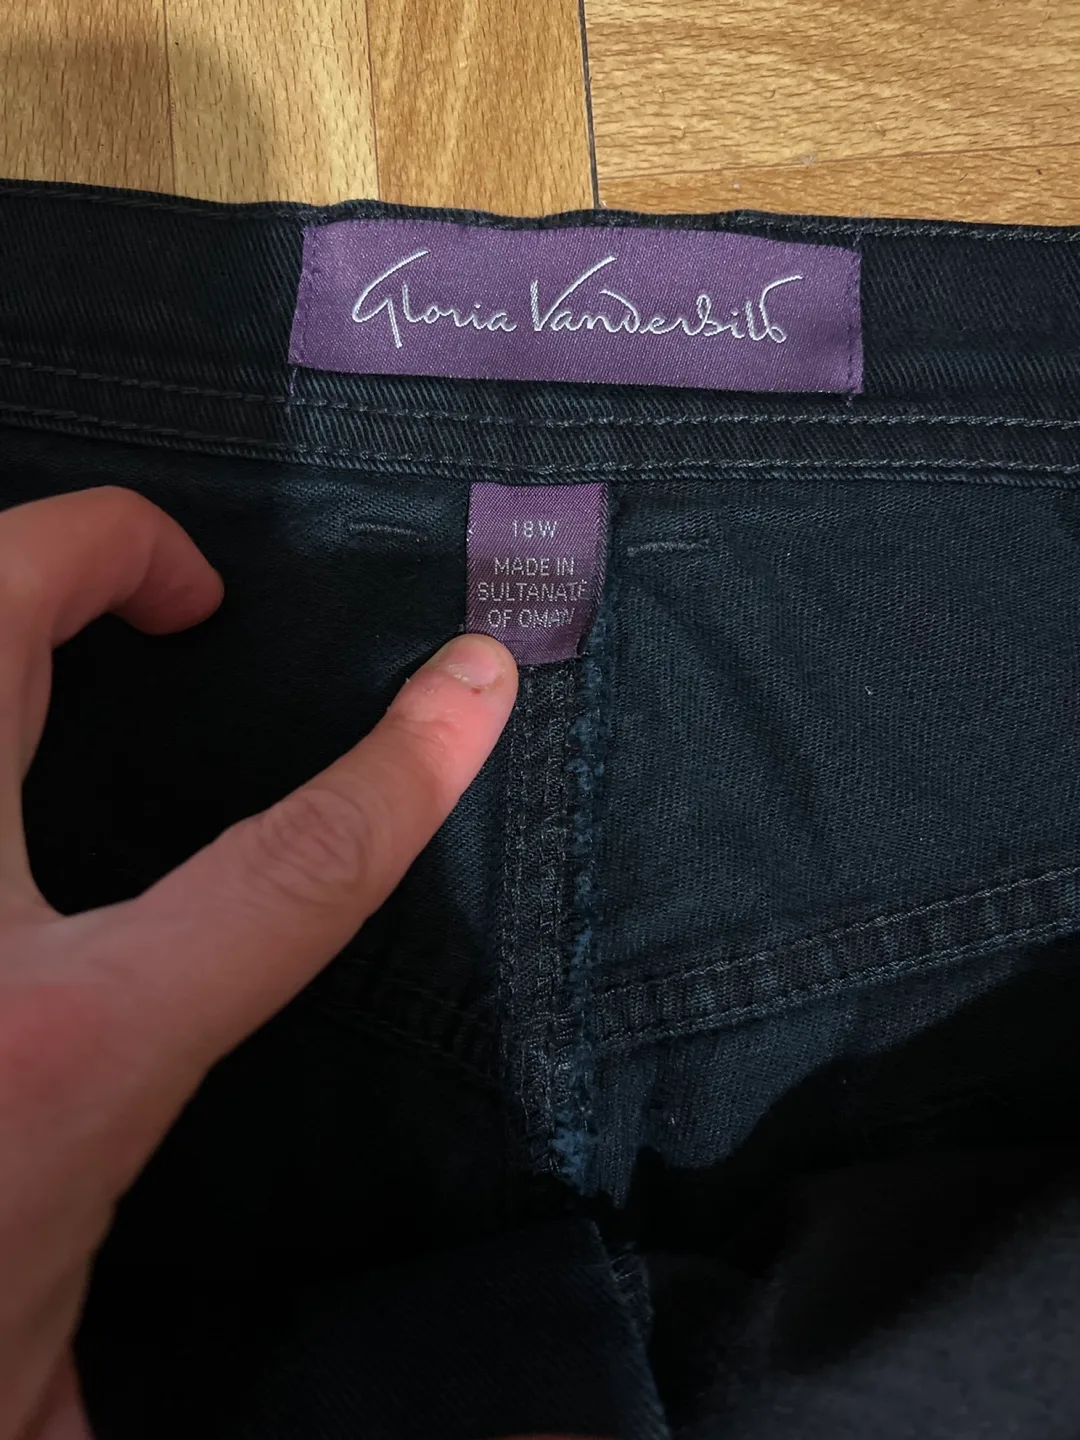 Gloria Vanderbilt
18W
MADE IN
SULTANATE
OF OMAN